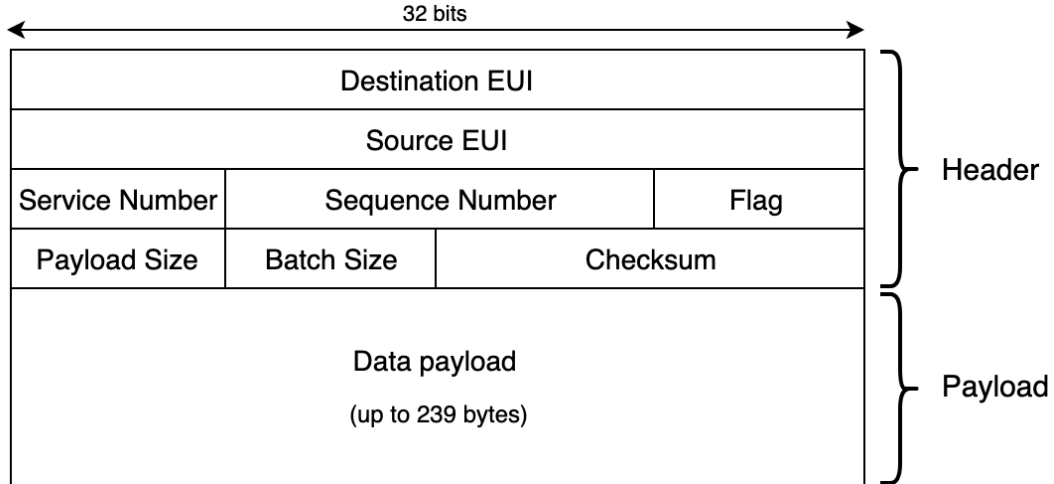 32 bits
Destination EUI
Source EUI
Header
Service Number Sequence Number Flag
Payload Size Batch Size Checksum
Data payload
(up to 239 bytes)
Payload